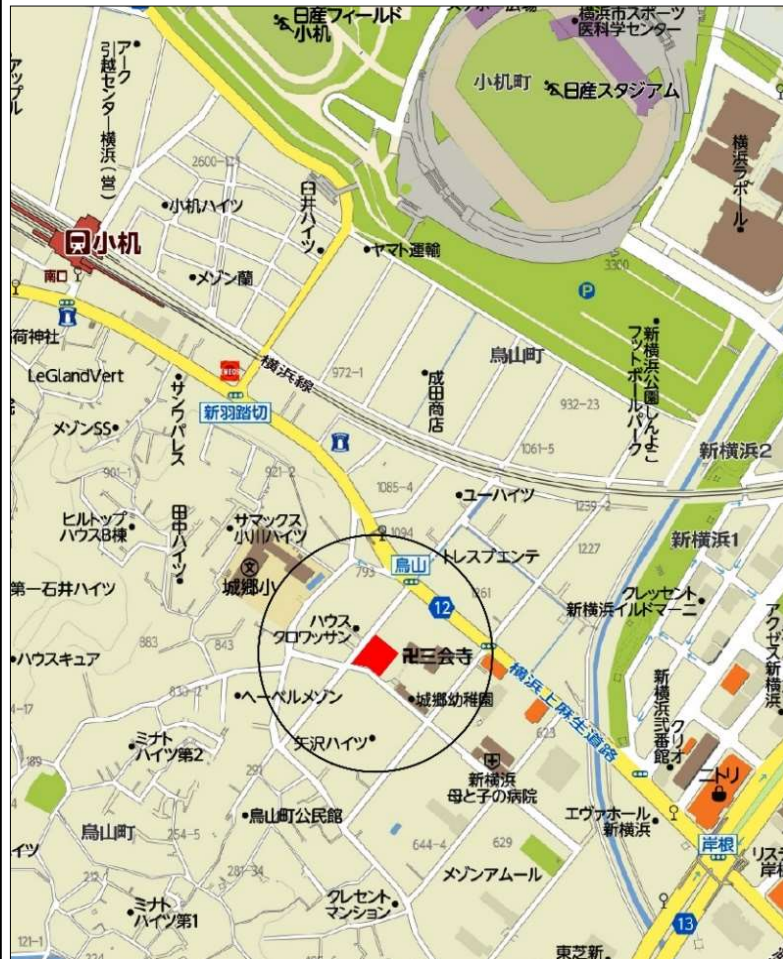 日産フィールド
小机
横浜市スポーツ
医科学センター
アーク
引越センター横浜(営)
アップル
小机町
日産スタジアム
横浜ラポール
2600-1
小机ハイツ
臼井ハイツ
小机
ヤマト運輸
メゾン蘭
3300
南口
P
荷神社
横浜線
鳥山町
新横浜公園しんよこ
フットボールパーク
LeGlandVert
サンワパレス
新羽踏切
972-1
成田商店
932-23
メゾンSS
1061-5
新横浜2
901-1
921-2
1085-4
ユーハイツ
1239-2
ヒルトップ
ハウスB棟
田中ハイツ
サマックス
小川ハイツ
1094
トレスプエンテ
1227
新横浜1
第一石井ハイツ
文
城郷小
793
鳥山
1261
12
クレッセント
新横浜イルドマーニ
アクゼス新横浜
ハウス
クロワッサン
863
843
卍三会寺
ハウスキュア
横浜上麻生道路
新横浜弐番館
クリオ
ヘーベルメゾン
城郷幼稚園
4-17
矢沢ハイツ
623
ミナト
ハイツ第2
ニトリ
189
291
新横浜
母と子の病院
エヴァホール
新横浜
鳥山町公民館
鳥山町
254-5
644-4
629
岸根
イツ
281-34
メゾンアムール
212
クレセント
マンション
ミナト
ハイツ第1
13
121-1
東芝新